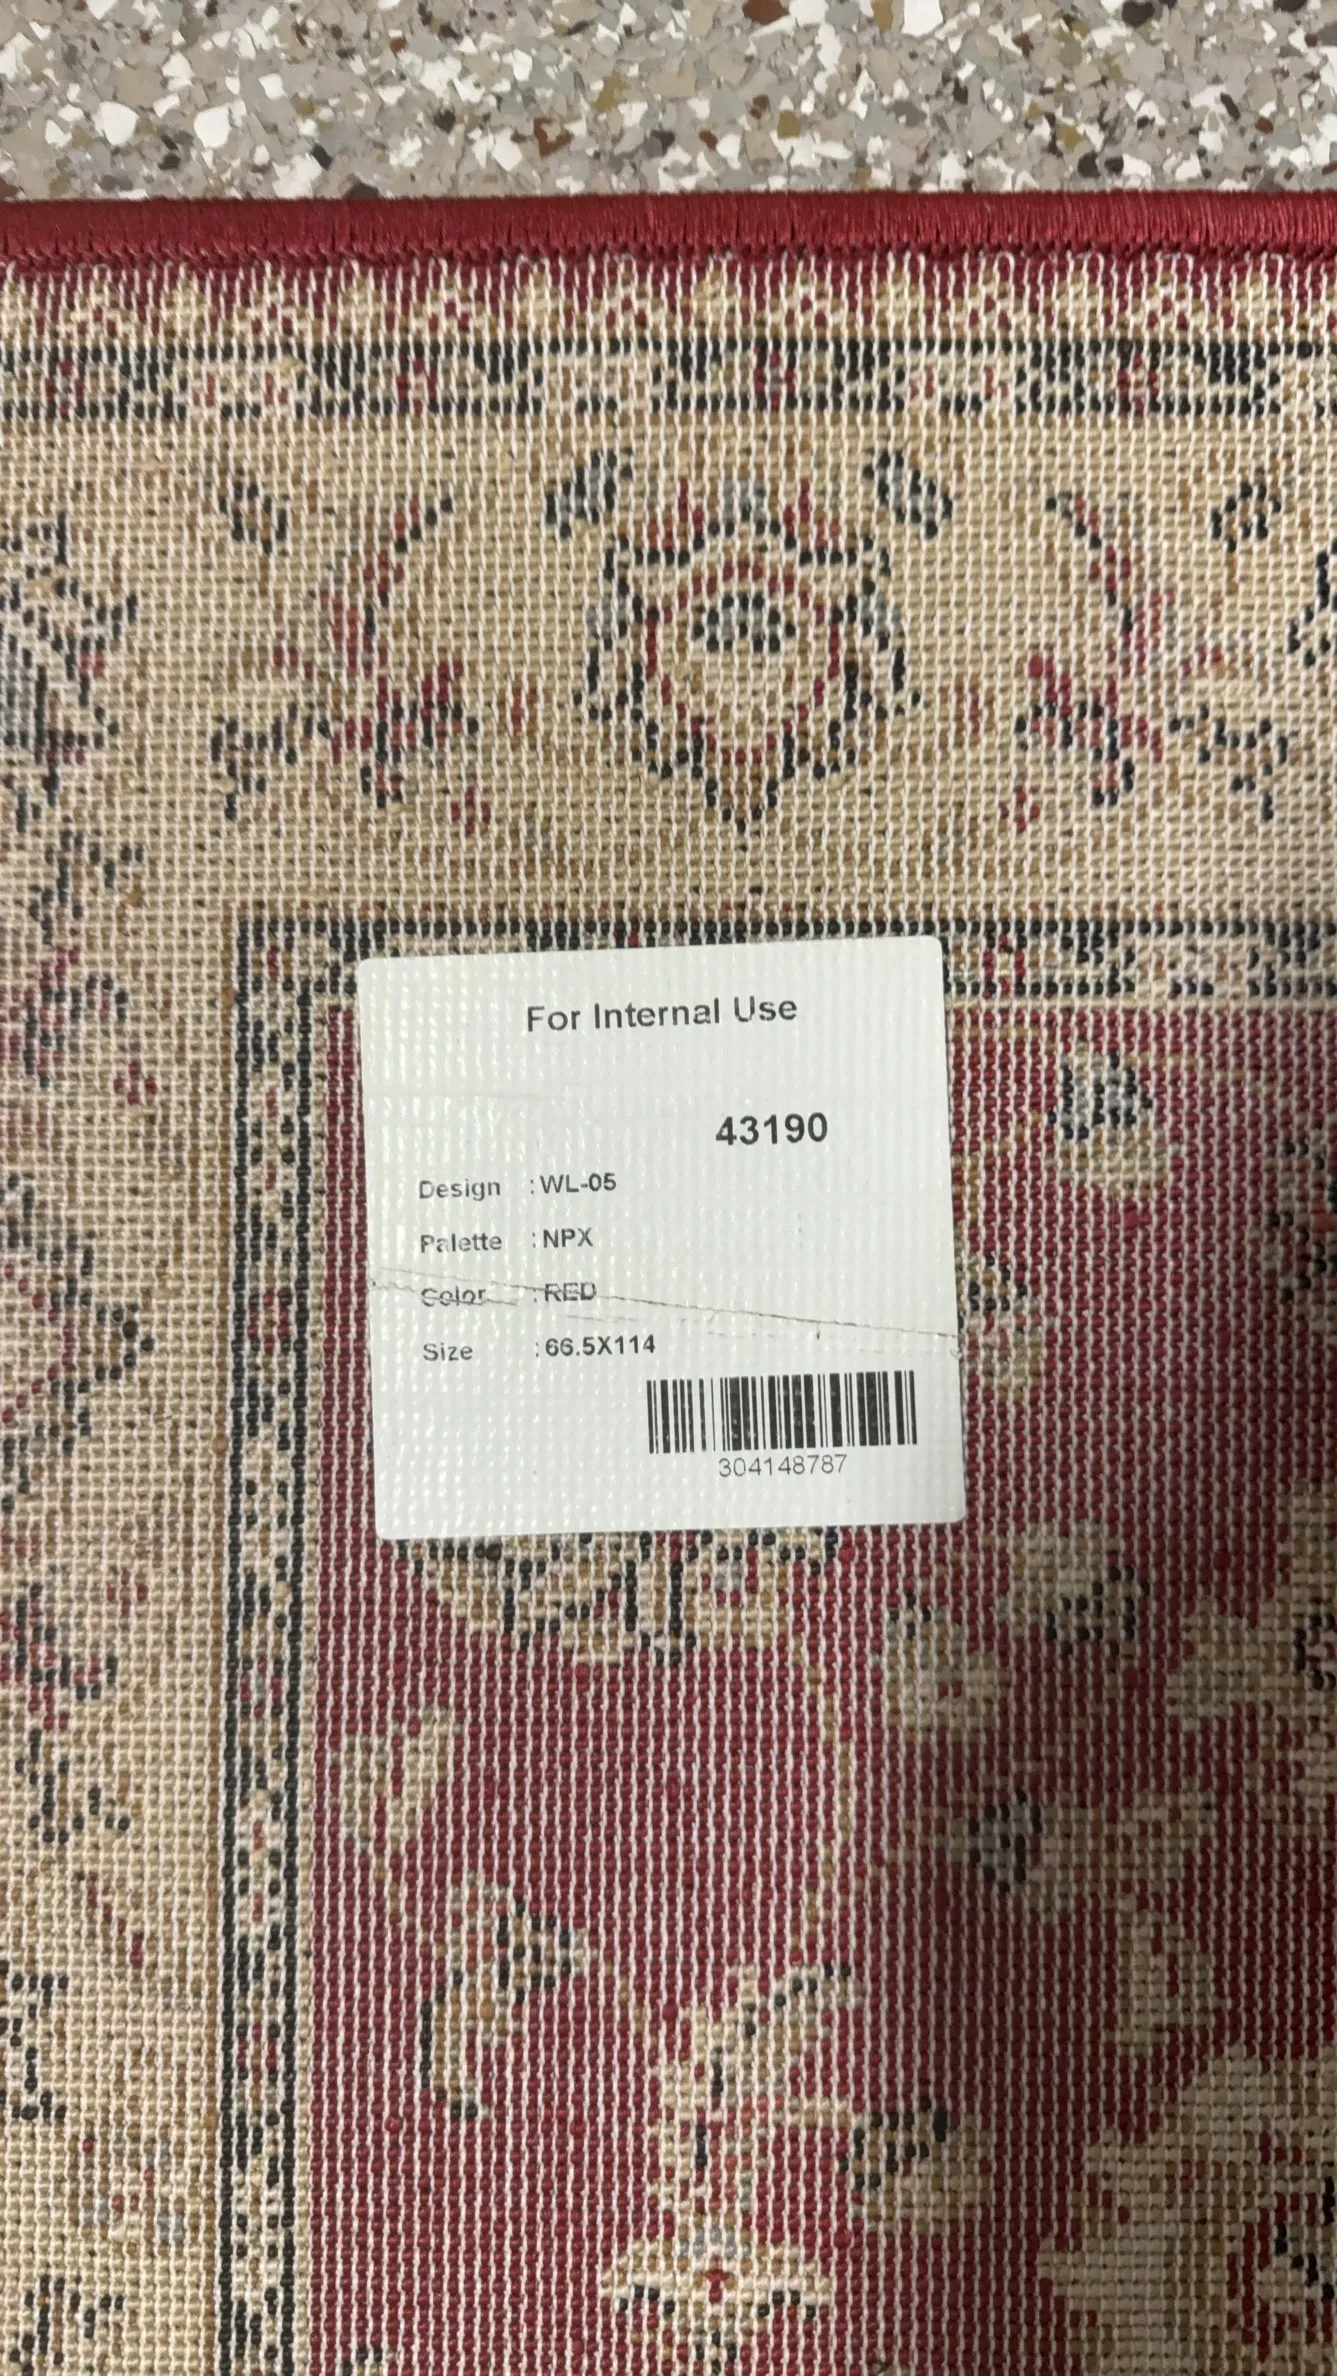 For Internal Use
43190
Design : WL-05
Palette : NPX
Color : RED
Size : 66.5X114
304148787